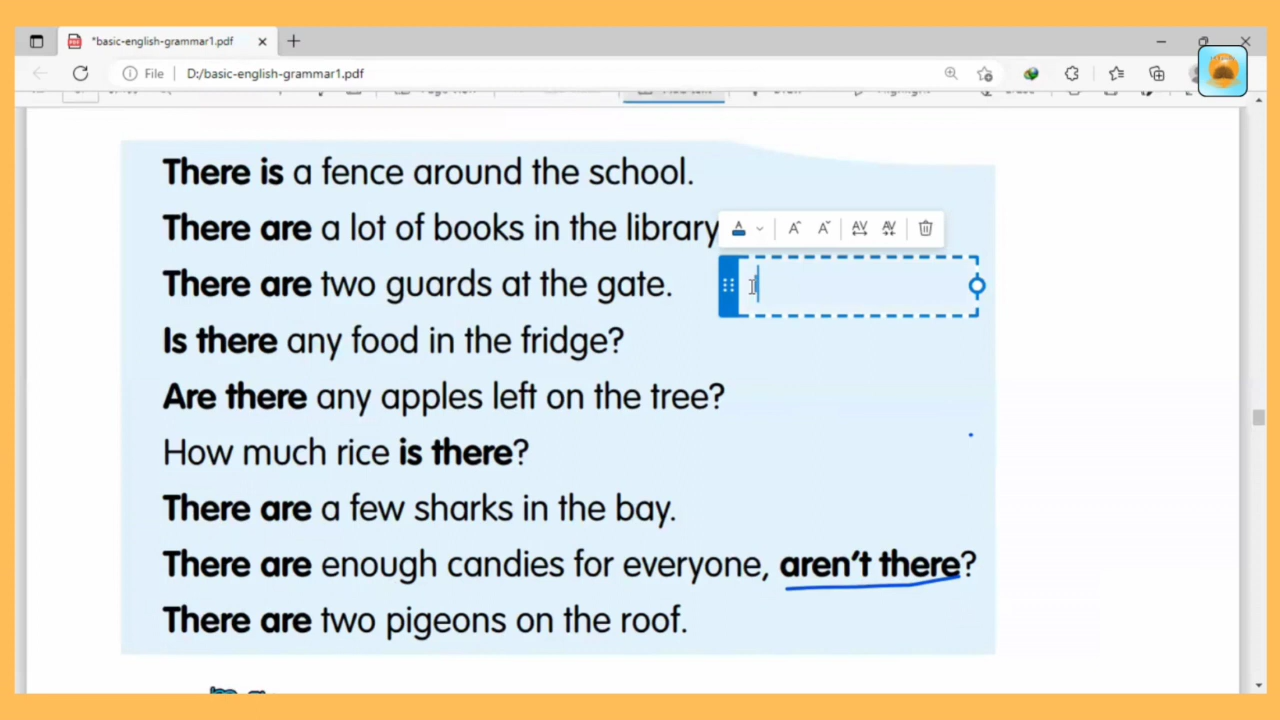 *basic-english-grammar1.pdf
File D:/basic-english-grammar1.pdf
There is a fence around the school.
There are a lot of books in the library
There are two guards at the gate.
Is there any food in the fridge?
Are there any apples left on the tree?
How much rice is there?
There are a few sharks in the bay.
There are enough candies for everyone, aren't there?
There are two pigeons on the roof.